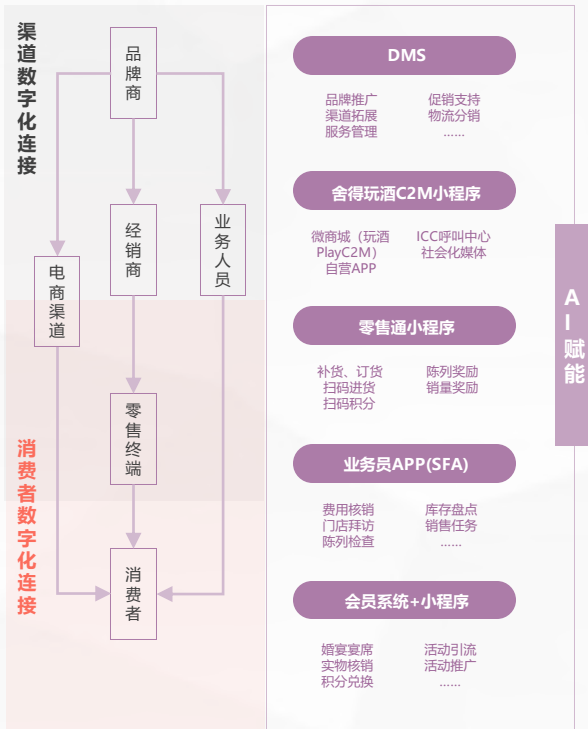 渠道数字化连接
消费者数字化连接
品牌商
经销商
业务人员
电商渠道
零售终端
消费者
DMS
品牌推广 促销支持
渠道拓展 物流分销
服务管理 ……
舍得玩酒C2M小程序
微商城（玩酒 ICC呼叫中心
PlayC2M） 社会化媒体
自营APP
零售通小程序
补货、订货 陈列奖励
扫码进货 销量奖励
扫码积分
业务员APP(SFA)
费用核销 库存盘点
门店拜访 销售任务
陈列检查 ……
会员系统+小程序
婚宴宴席 活动引流
实物核销 活动推广
积分兑换 ……
AI赋能